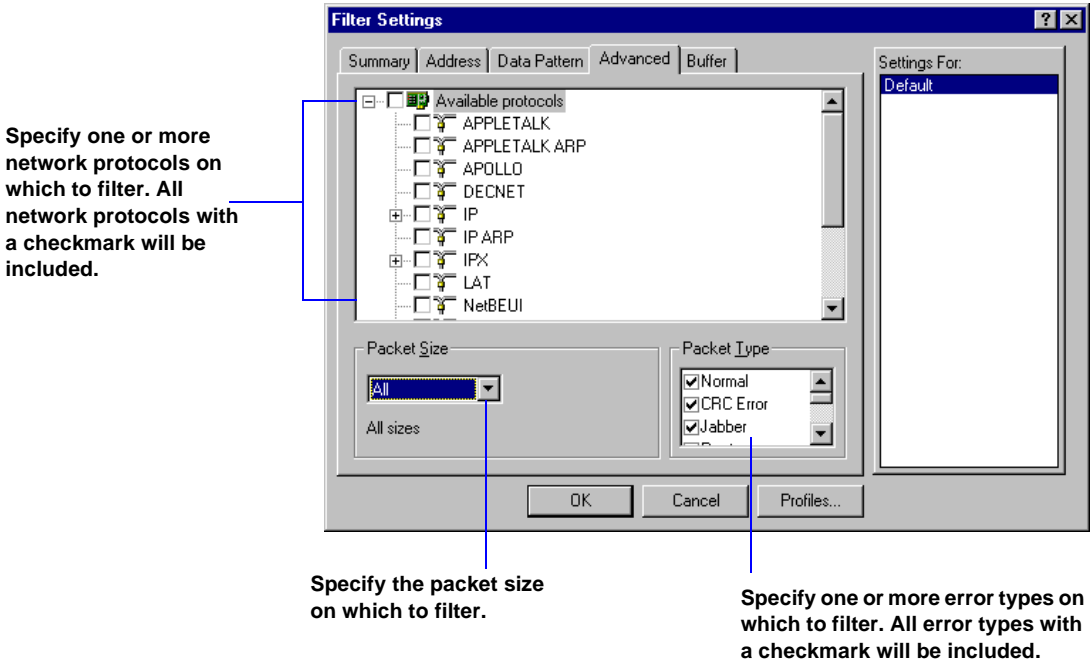 Filter Settings
Summary
Address
Data Pattern
Advanced
Buffer
Settings For:
Default
Available protocols
APPLETALK
APPLETALK ARP
APOLLO
DECNET
IP
IP ARP
IPX
LAT
NetBEUI
Specify one or more
network protocols on
which to filter. All
network protocols with
a checkmark will be
included.
Packet Size
All
All sizes
Packet Type
Normal
CRC Error
Jabber
OK
Cancel
Profiles...
Specify the packet size
on which to filter.
Specify one or more error types on
which to filter. All error types with
a checkmark will be included.